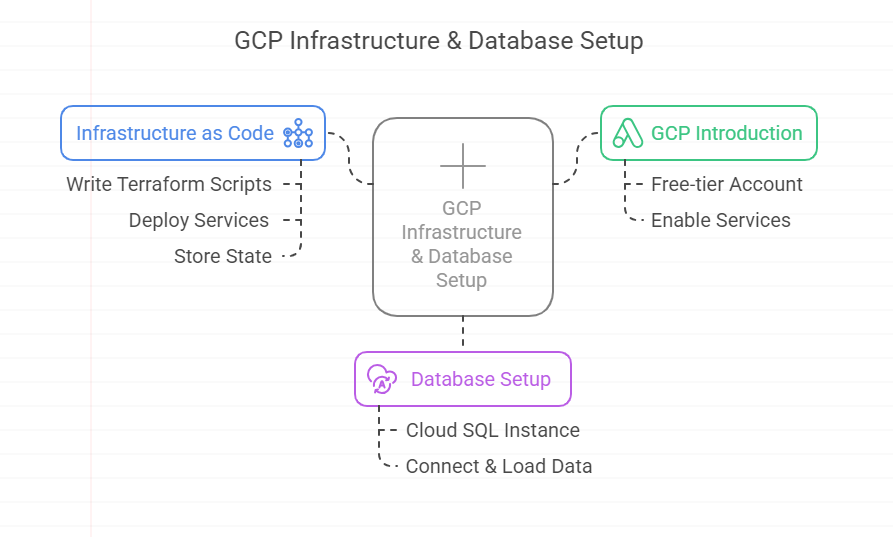 GCP Infrastructure & Database Setup
Infrastructure as Code
Write Terraform Scripts
Deploy Services
Store State
GCP
Infrastructure
& Database
Setup
GCP Introduction
Free-tier Account
Enable Services
A
Database Setup
Cloud SQL Instance
Connect & Load Data